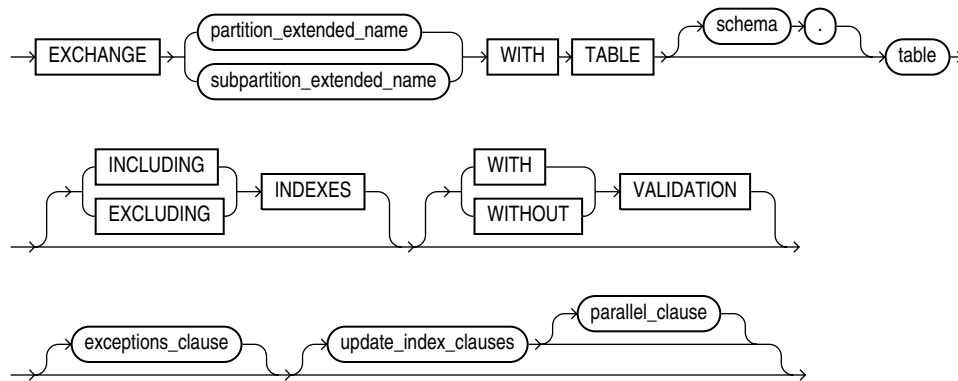 partition_extended_name
schema .
EXCHANGE WITH TABLE table
subpartition_extended_name
INCLUDING WITH
INDEXES VALIDATION
EXCLUDING WITHOUT
parallel_clause
exceptions_clause update_index_clauses